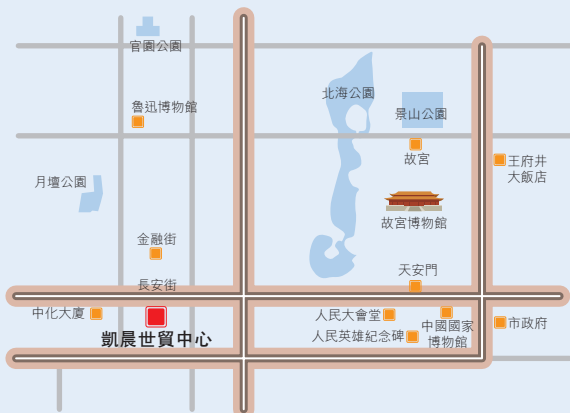 官園公園
魯迅博物館
北海公園
景山公園
故宮
王府井
大飯店
月壇公園
故宮博物館
金融街
天安門
長安街
中化大廈
凱晨世貿中心
人民大會堂
人民英雄紀念碑
中國國家
博物館
市政府